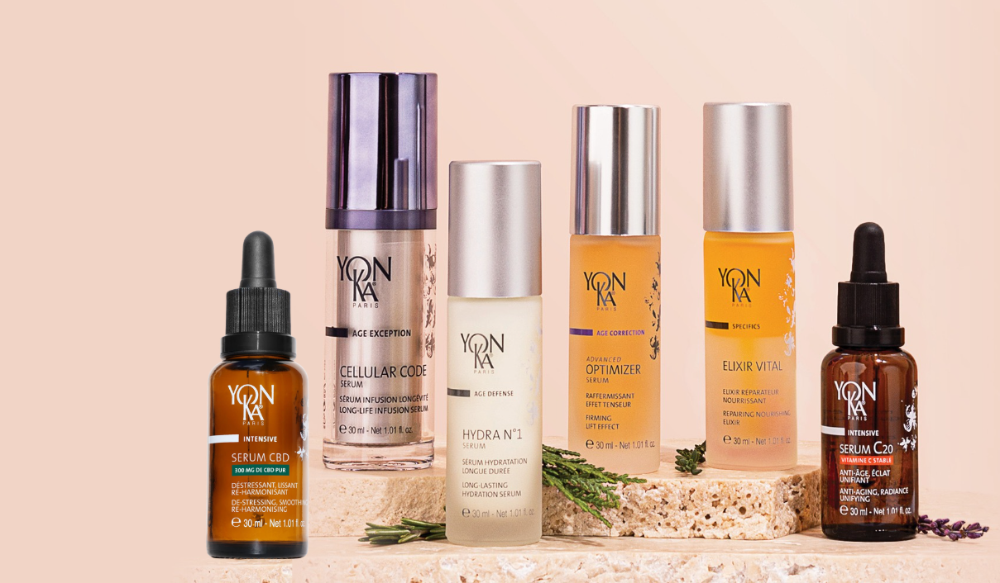 YON
KA®
PARIS
INTENSIVE
SERUM CBD
300 MG DE CBD PUR
DÉSTRESSANT, LISSANT
RE-HARMONISANT
DE-STRESSING, SMOOTHING
RE-HARMONISING
℮ 30 ml - Net 1.01 fl. oz.
YON
KA®
PARIS
AGE EXCEPTION
CELLULAR CODE
SERUM
SÉRUM INFUSION LONGÉVITÉ
LONG-LIFE INFUSION SERUM
℮ 30 ml - Net 1.01 fl. oz.
YON
KA®
PARIS
AGE DEFENSE
HYDRA N°1
SERUM
SERUM HYDRATATION
LONGUE DURÉE
LONG-LASTING
HYDRATION SERUM
℮ 30 ml - Net 1.01 fl. oz.
YON
KA®
PARIS
AGE CORRECTION
ADVANCED
OPTIMIZER
SERUM
RAFFERMISSANT
EFFET TENSEUR
FIRMING
LIFT EFFECT
℮ 30 ml - Net 1.01 fl. oz.
YON
KA®
PARIS
SPECIFICS
ELIXIR VITAL
ELIXIR RÉPARATEUR
NOURRISSANT
REPAIRING NOURISHING
ELIXIR
℮ 30 ml - Net 1.01 fl. oz.
YON
KA®
PARIS
INTENSIVE
SERUM C20
VITAMINE C STABLE
ANTI-ÂGE, ÉCLAT
UNIFIANT
ANTI-AGING, RADIANCE
UNIFYING
℮ 30 ml - Net 1.01 fl. oz.